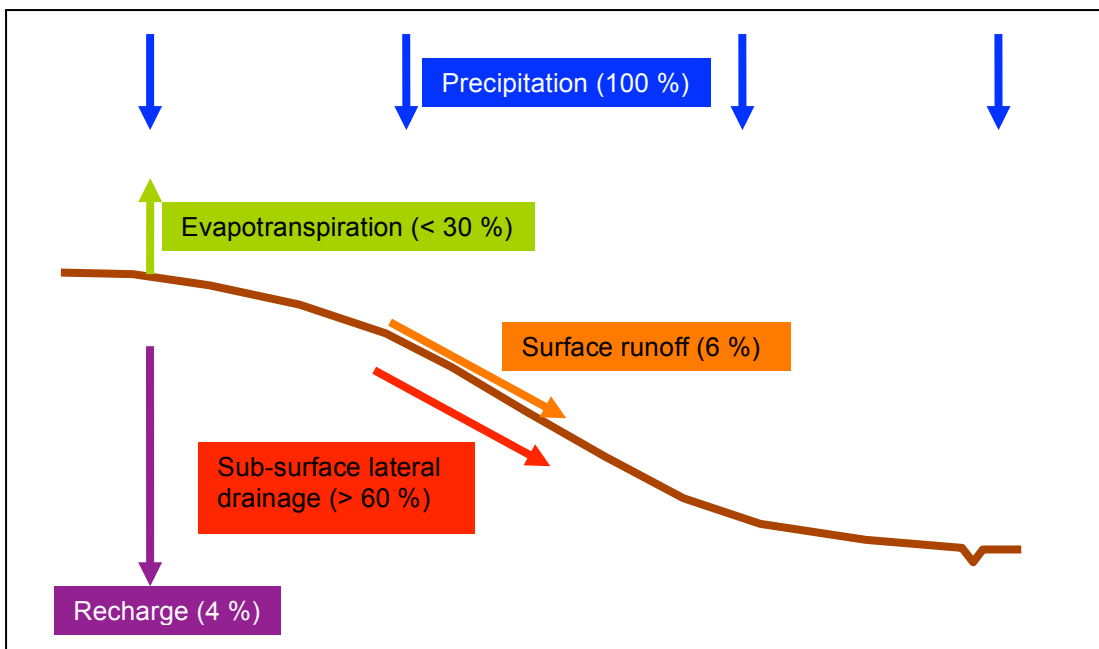 Precipitation (100 %)
Evapotranspiration (< 30 %)
Surface runoff (6 %)
Sub-surface lateral
drainage (> 60 %)
Recharge (4 %)